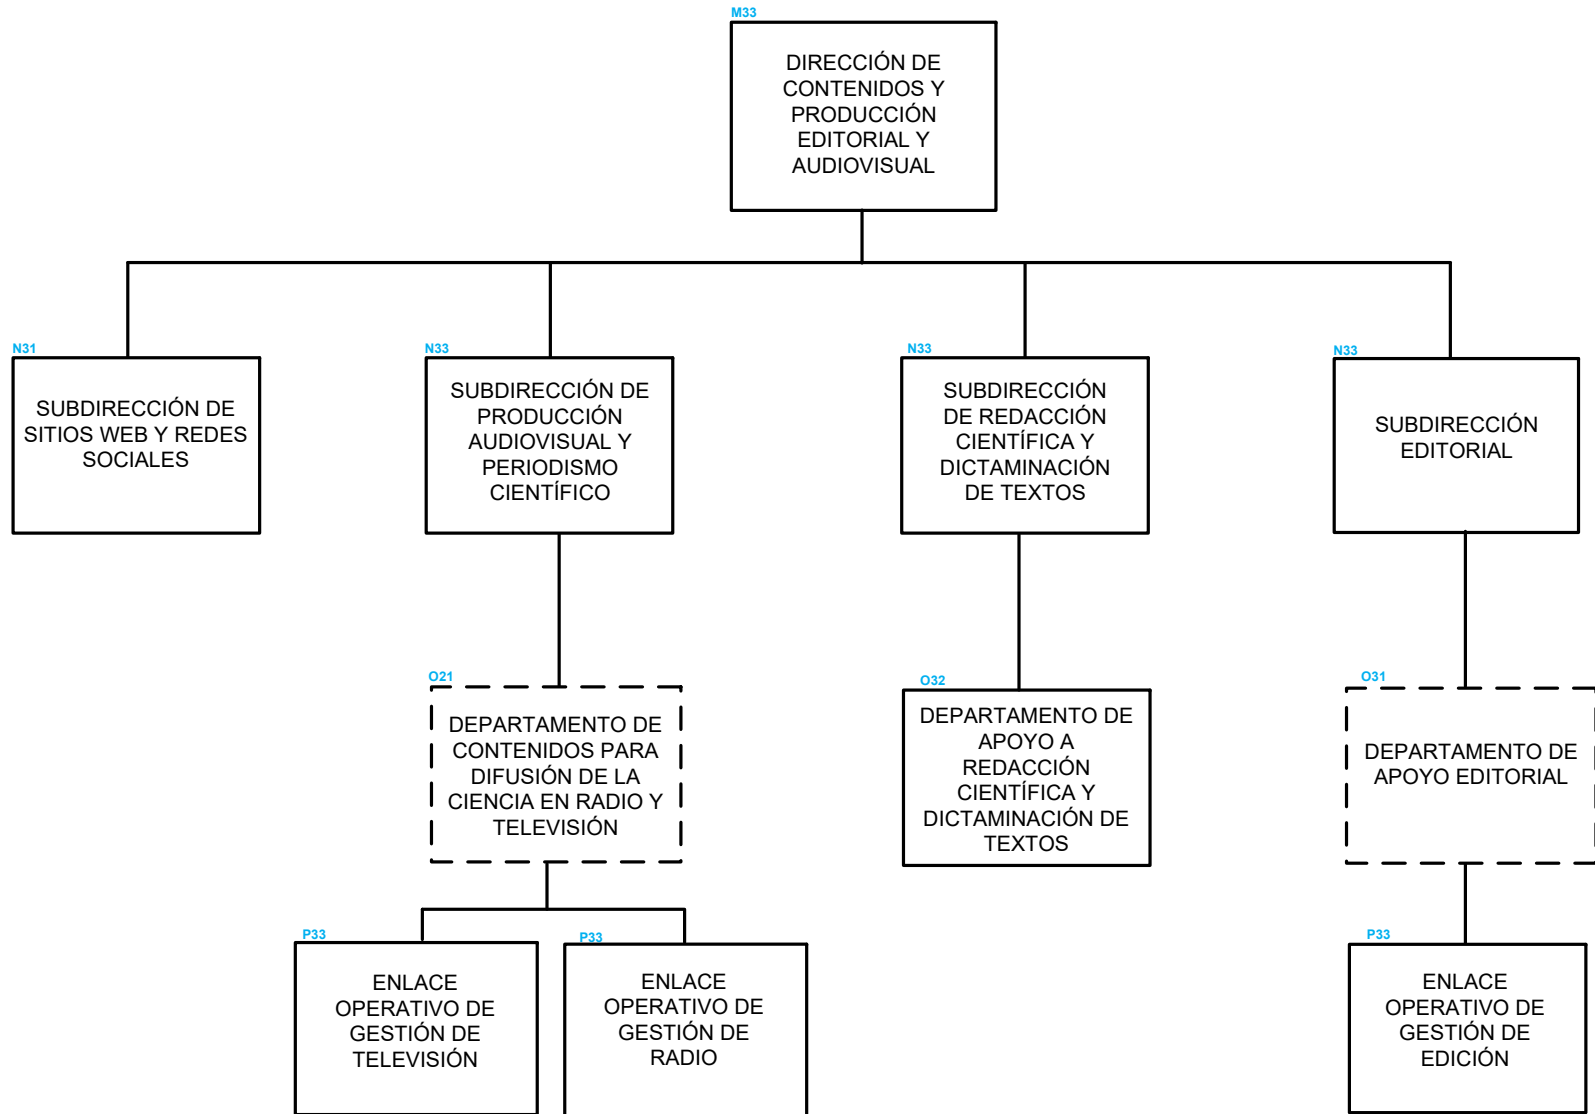 M33
DIRECCIÓN DE
CONTENIDOS Y
PRODUCCIÓN
EDITORIAL Y
AUDIOVISUAL
N31
SUBDIRECCIÓN DE
SITIOS WEB Y REDES
SOCIALES
N33
SUBDIRECCIÓN DE
PRODUCCIÓN
AUDIOVISUAL Y
PERIODISMO
CIENTÍFICO
N33
SUBDIRECCIÓN
DE REDACCIÓN
CIENTÍFICA Y
DICTAMINACIÓN
DE TEXTOS
N33
SUBDIRECCIÓN
EDITORIAL
O21
DEPARTAMENTO DE
CONTENIDOS PARA
DIFUSIÓN DE LA
CIENCIA EN RADIO Y
TELEVISIÓN
O32
DEPARTAMENTO DE
APOYO A
REDACCIÓN
CIENTÍFICA Y
DICTAMINACIÓN DE
TEXTOS
O31
DEPARTAMENTO DE
APOYO EDITORIAL
P33
ENLACE
OPERATIVO DE
GESTIÓN DE
TELEVISIÓN
P33
ENLACE
OPERATIVO DE
GESTIÓN DE
RADIO
P33
ENLACE
OPERATIVO DE
GESTIÓN DE
EDICIÓN